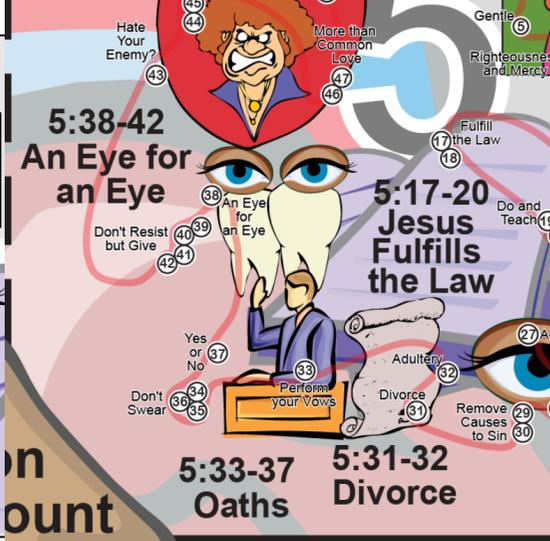 45
44
Hate
Your
Enemy?
43
More than
Common
Love
47
46
5
Gentle
5
Righteousnes
and Mercy
5:38-42
An Eye for
an Eye
38
An Eye
for
an Eye
Don't Resist
but Give
39
40
41
42
Fulfill
the Law
17
18
5:17-20
Jesus
Fulfills
the Law
Do and
Teach
19
Yes
or
No
37
Don't
Swear
34
36
35
33
Perform
your Vows
Adultery
32
Divorce
31
27
Remove
Causes
to Sin
29
30
5:33-37
Oaths
5:31-32
Divorce
on
ount